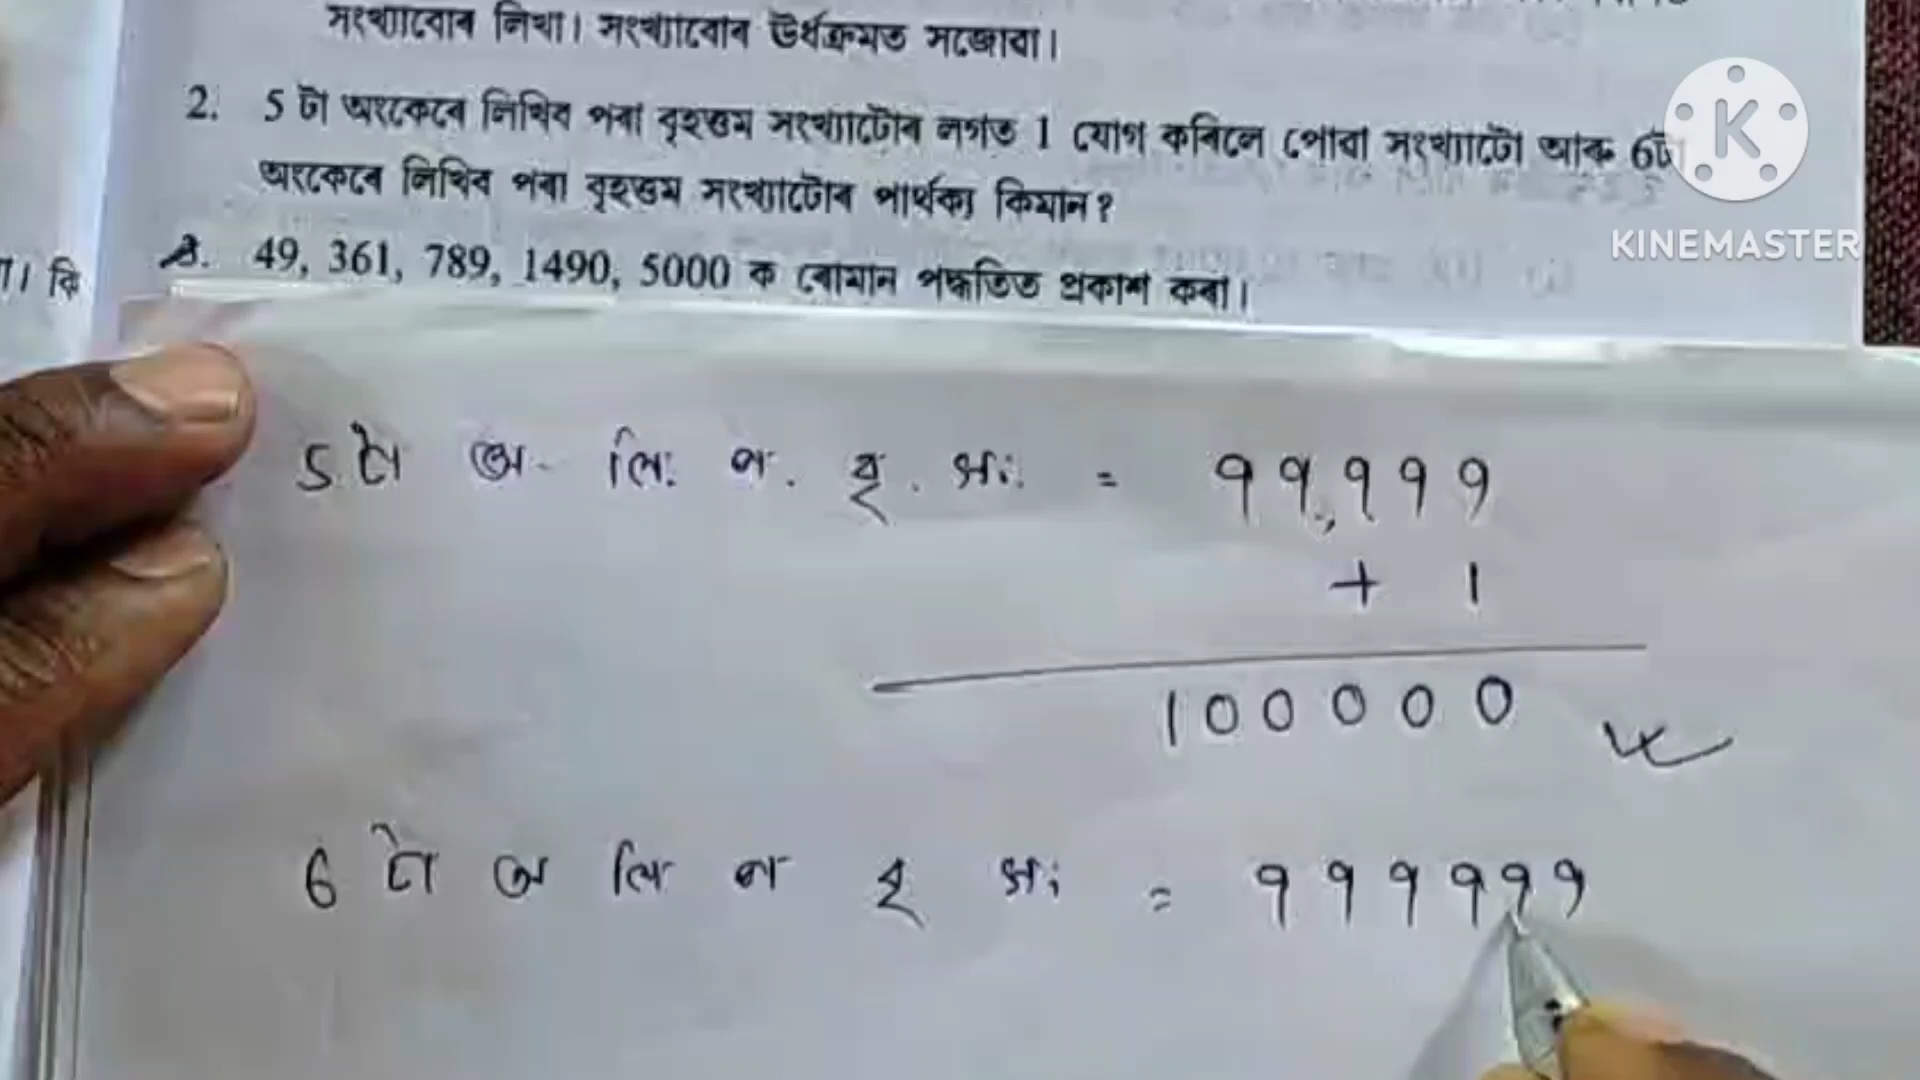 সংখ্যাবোৰ লিখা। সংখ্যাবোৰ ঊৰ্ধক্ৰমত সজোৱা।
2. 5 টা অংকেৰে লিখিব পৰা বৃহত্তম সংখ্যাটোৰ লগত 1 যোগ কৰিলে পোৱা সংখ্যাটো আৰু 6টা
অংকেৰে লিখিব পৰা বৃহত্তম সংখ্যাটোৰ পাৰ্থক্য কিমান?
3. 49, 361, 789, 1490, 5000 ক ৰোমান পদ্ধতিত প্ৰকাশ কৰা।
া। কি
K
KINEMASTER
5 টা অ. লি. প. বৃ. সং. = 99,999
+ 1
100000
6 টা অ লি প বৃ সং = 999999